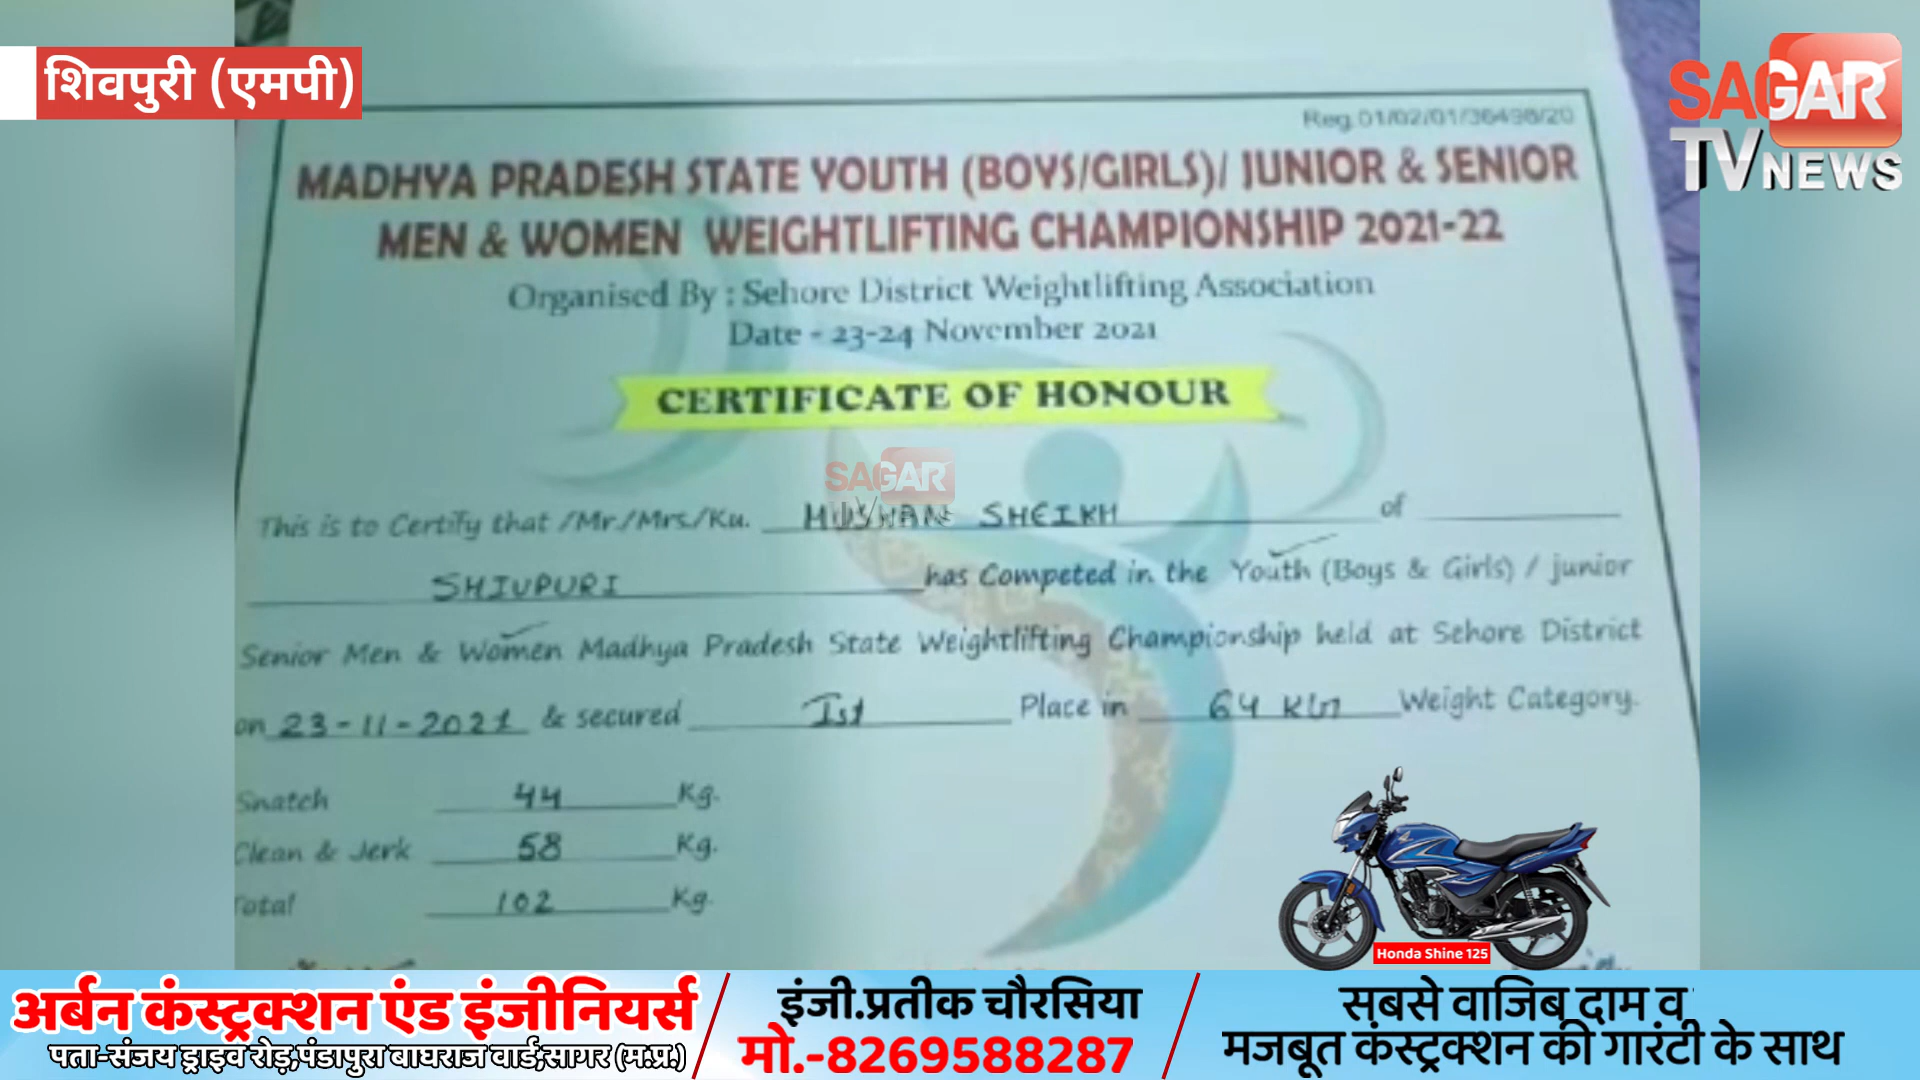 शिवपुरी (एमपी)
SAGAR
TV NEWS
Reg.01/02/01/36498/20
MADHYA PRADESH STATE YOUTH (BOYS/GIRLS)/ JUNIOR & SENIOR
MEN & WOMEN WEIGHTLIFTING CHAMPIONSHIP 2021-22
Organised By : Sehore District Weightlifting Association
Date - 23-24 November 2021
CERTIFICATE OF HONOUR
SAGAR
TV NEWS
This is to Certify that /Mr./Mrs./Ku. MUSKAN SHEIKH of
SHIVPURI has Competed in the Youth (Boys & Girls) / junior
Senior Men & Women Madhya Pradesh State Weightlifting Championship held at Sehore District
on 23-11-2021 & secured Ist Place in 64 KG Weight Category.
Snatch 44 Kg.
Clean & Jerk 58 Kg.
Total 102 Kg.
Honda Shine 125
अर्बन कंस्ट्रक्शन एंड इंजीनियर्स
पता-संजय ड्राइव रोड़,पंडापुरा बाघराज वार्ड,सागर (म.प्र.)
इंजी.प्रतीक चौरसिया
मो.-8269588287
सबसे वाजिब दाम व
मजबूत कंस्ट्रक्शन की गारंटी के साथ